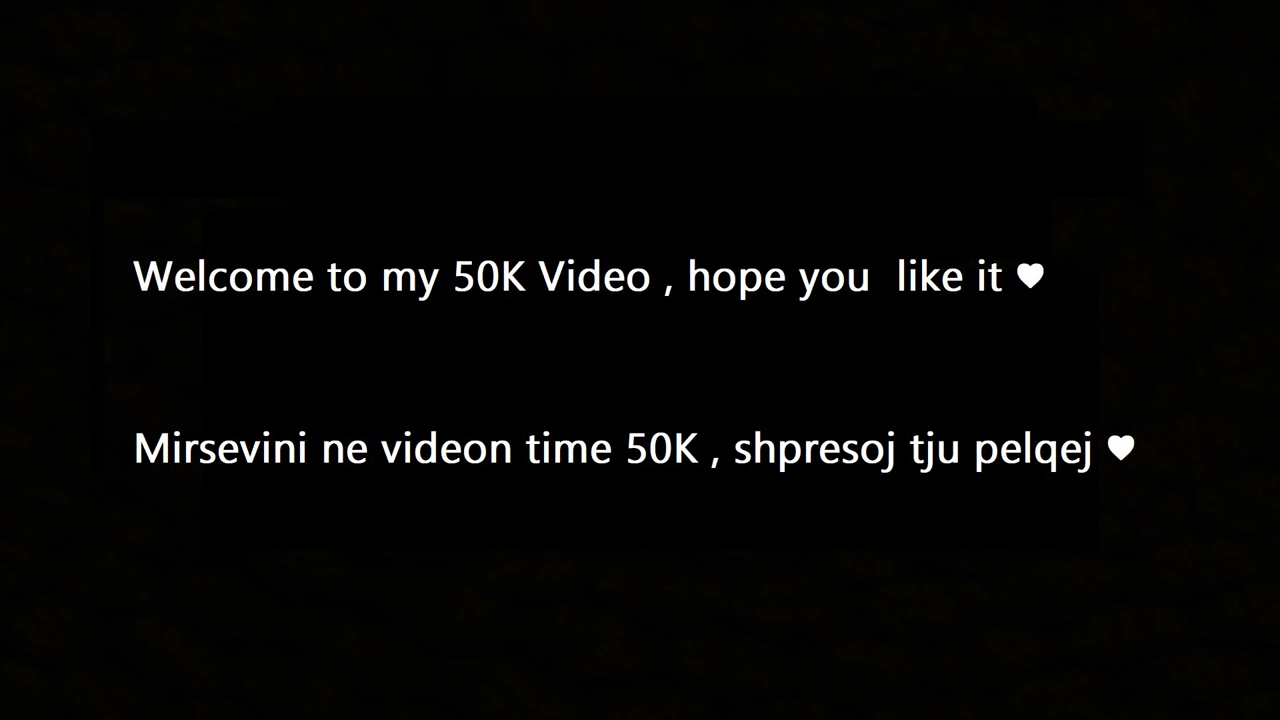 Welcome to my 50K Video , hope you  like it ♥
Mirsevini ne videon time 50K , shpresoj tju pelqej ♥